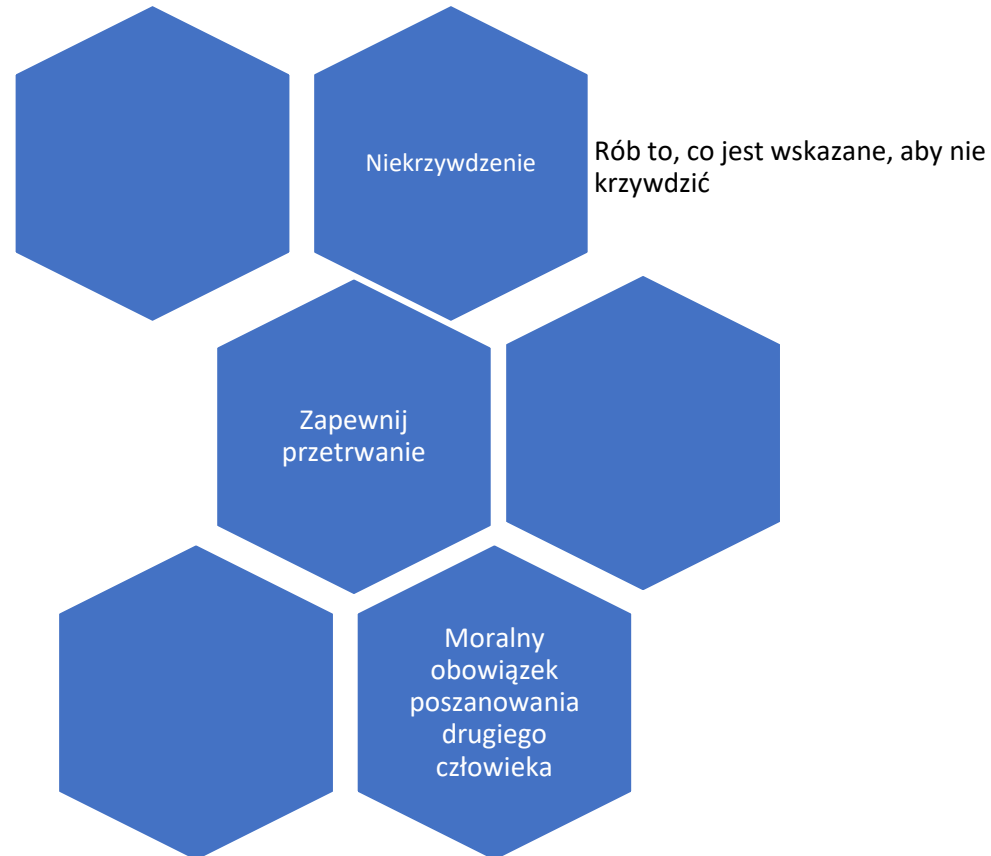 Niekrzywdzenie
Rób to, co jest wskazane, aby nie
krzywdzić
Zapewnij
przetrwanie
Moralny
obowiązek
poszanowania
drugiego
człowieka